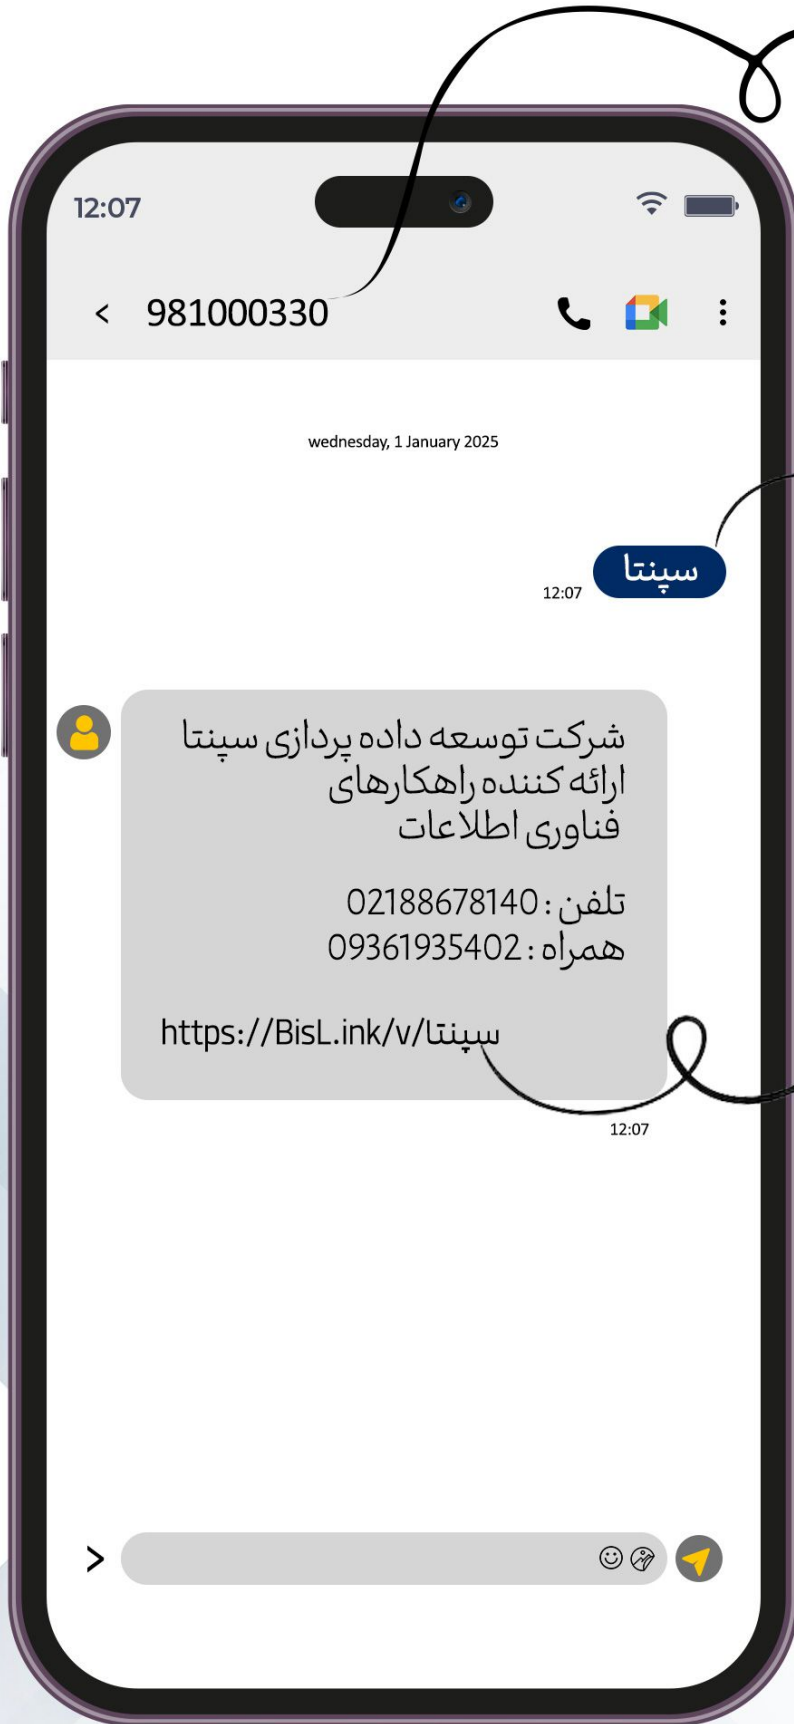 12:07
< 981000330
wednesday, 1 January 2025
سپنتا
12:07
شرکت توسعه داده پردازی سپنتا
ارائه کننده راهکارهای
فناوری اطلاعات
تلفن : 02188678140
همراه : 09361935402
https://BisL.ink/v/سپنتا
12:07